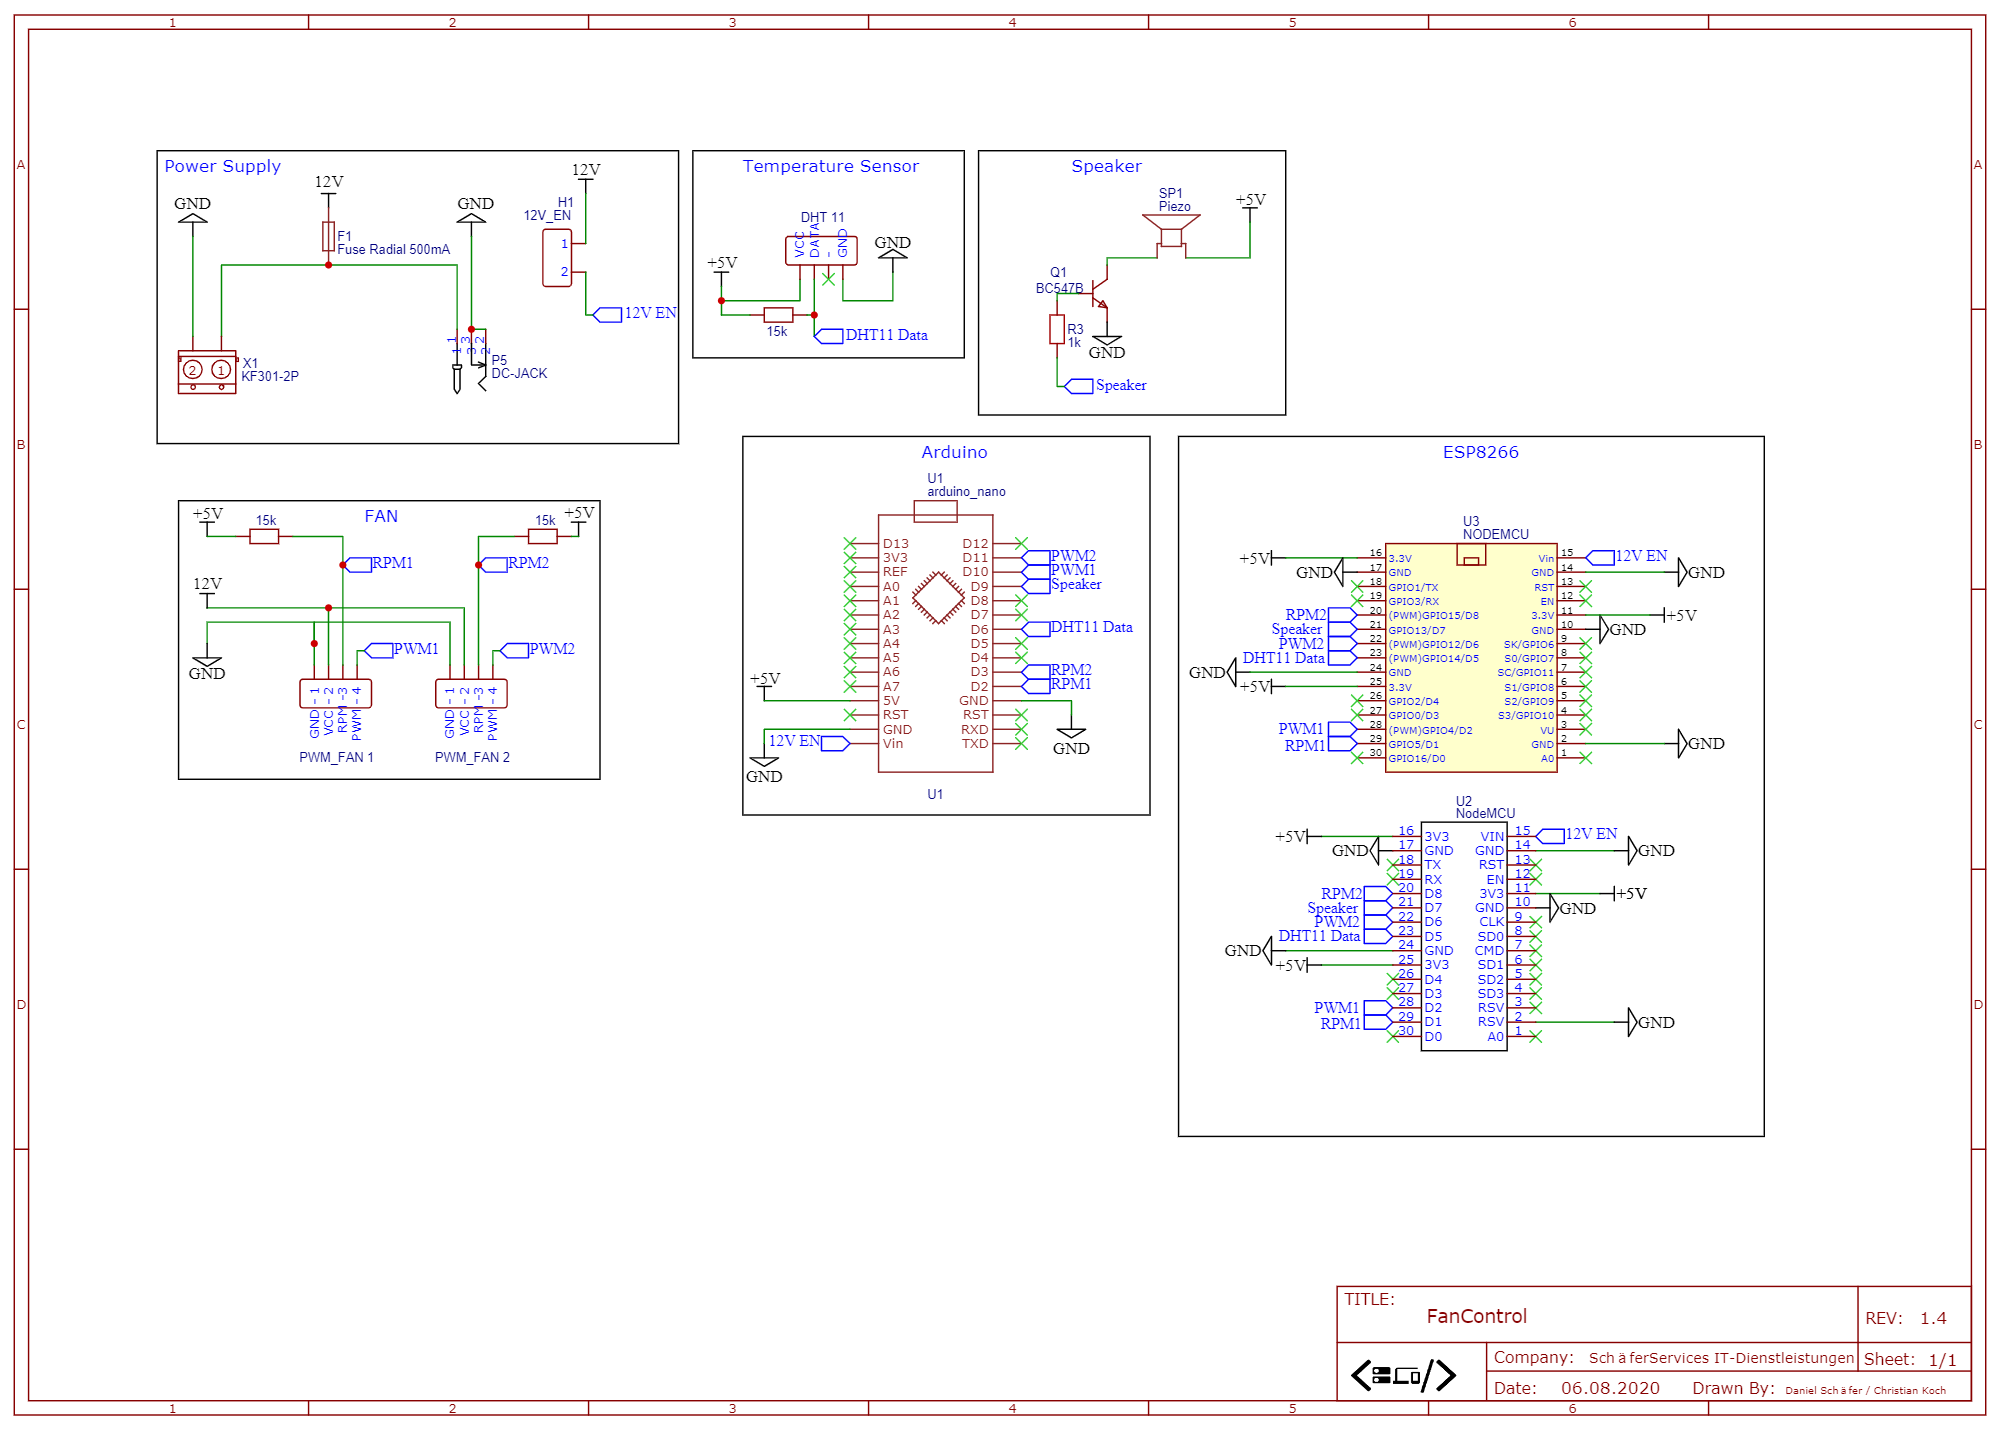 1 2 3 4 5 6
A A
B B
C C
D D
Power Supply
GND
12V
F1
Fuse Radial 500mA
GND
H1
12V_EN
12V
1
2
12V EN
X1
KF301-2P
2 1
1 3 2
1 3 2
P5
DC-JACK
Temperature Sensor
DHT 11
VCC
DATA
-
GND
+5V
GND
15k
DHT11 Data
Speaker
SP1
Piezo
+5V
Q1
BC547B
R3
1k
GND
Speaker
FAN
+5V
15k
15k
+5V
RPM1
RPM2
12V
GND
PWM1
PWM2
GND 1
VCC 2
RPM 3
PWM 4
GND 1
VCC 2
RPM 3
PWM 4
PWM_FAN 1
PWM_FAN 2
Arduino
U1
arduino_nano
D13 D12
3V3 D11 PWM2
REF D10 PWM1
A0 D9 Speaker
A1 D8
A2 D7
A3 D6 DHT11 Data
A4 D5
A5 D4
A6 D3 RPM2
A7 D2 RPM1
+5V 5V GND
RST RST
GND RXD
12V EN Vin TXD
GND
GND
U1
ESP8266
U3
NODEMCU
+5V 16 3.3V Vin 15 12V EN
GND 17 GND GND 14 GND
18 GPIO1/TX RST 13
19 GPIO3/RX EN 12
RPM2 20 (PWM)GPIO15/D8 3.3V 11 +5V
Speaker 21 GPIO13/D7 GND 10 GND
PWM2 22 (PWM)GPIO12/D6 SK/GPIO6 9
DHT11 Data 23 (PWM)GPIO14/D5 S0/GPIO7 8
GND 24 GND SC/GPIO11 7
+5V 25 3.3V S1/GPIO8 6
26 GPIO2/D4 S2/GPIO9 5
27 GPIO0/D3 S3/GPIO10 4
PWM1 28 (PWM)GPIO4/D2 VU 3
RPM1 29 GPIO5/D1 GND 2 GND
30 GPIO16/D0 A0 1
U2
NodeMCU
+5V 16 3V3 VIN 15 12V EN
GND 17 GND GND 14 GND
18 TX RST 13
19 RX EN 12
RPM2 20 D8 3V3 11 +5V
Speaker 21 D7 GND 10 GND
PWM2 22 D6 CLK 9
DHT11 Data 23 D5 SD0 8
GND 24 GND CMD 7
+5V 25 3V3 SD1 6
26 D4 SD2 5
27 D3 SD3 4
PWM1 28 D2 RSV 3
RPM1 29 D1 RSV 2 GND
30 D0 A0 1
TITLE:
FanControl
REV: 1.4
Company: SchäferServices IT-Dienstleistungen
Sheet: 1/1
Date: 06.08.2020
Drawn By: Daniel Schäfer / Christian Koch
1 2 3 4 5 6